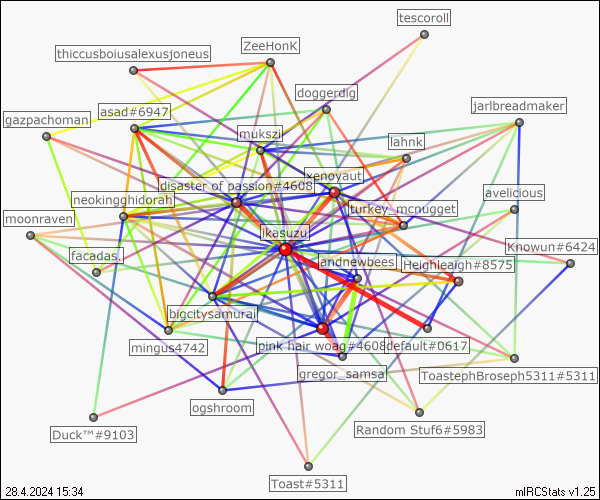 tescoroll
ZeeHonK
thiccusboiusalexusjoneus
doggerdig
jarlbreadmaker
asad#6947
gazpachoman
mukszi
lahnk
xenoyaut
disaster of passion#4608
avelicious
neokingghidorah
turkey_mcnugget
moonraven
ikasuzu
Knowun#6424
facadas.
andnewbees
Heighleaigh#8575
bigcitysamurai
mingus4742
pink hair woag#4608
default#0617
gregor_samsa
ToastephBroseph5311#5311
ogshroom
Random Stuf6#5983
Duck™#9103
Toast#5311
28.4.2024 15:34
mIRCStats v1.25